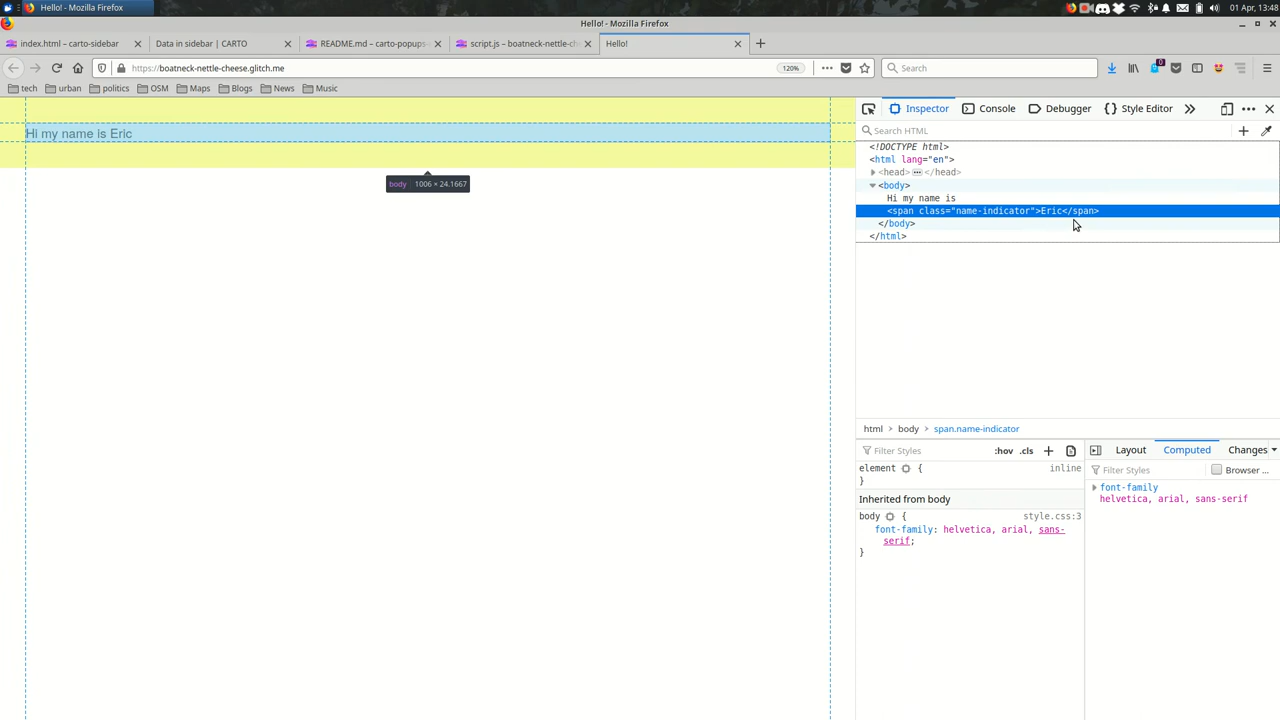 Hello! - Mozilla Firefox
01 Apr, 13:48
Hello! - Mozilla Firefox
index.html – carto-sidebar
Data in sidebar | CARTO
README.md – carto-popups-
script.js – boatneck-nettle-ch
Hello!
https://boatneck-nettle-cheese.glitch.me
120%
Search
tech urban politics OSM Maps Blogs News Music
Hi my name is Eric
body 1006 × 24.1667
Inspector Console Debugger Style Editor
Search HTML
<!DOCTYPE html>
<html lang="en">
<head> </head>
<body>
Hi my name is
<span class="name-indicator">Eric</span>
</body>
</html>
html body span.name-indicator
Filter Styles
:hov .cls
element {
inline
}
Inherited from body
body {
style.css:3
font-family: helvetica, arial, sans-
serif;
}
Layout Computed Changes
Filter Styles
Browser ...
font-family
helvetica, arial, sans-serif